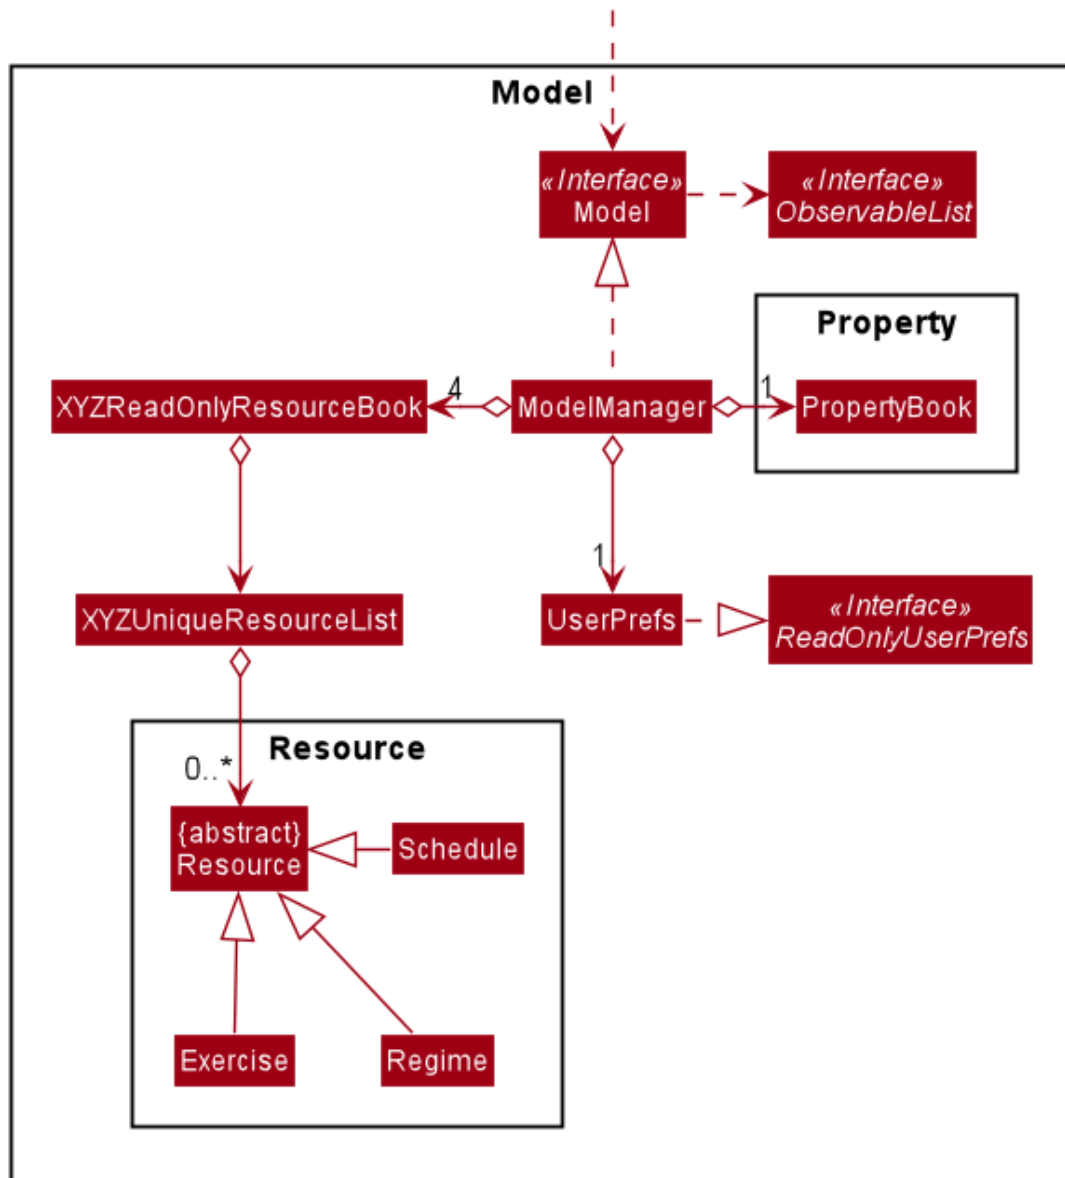 Model
«Interface»
Model
«Interface»
ObservableList
Property
XYZReadOnlyResourceBook
4
ModelManager
1
PropertyBook
1
XYZUniqueResourceList
UserPrefs
«Interface»
ReadOnlyUserPrefs
Resource
0..*
{abstract}
Resource
Schedule
Exercise
Regime